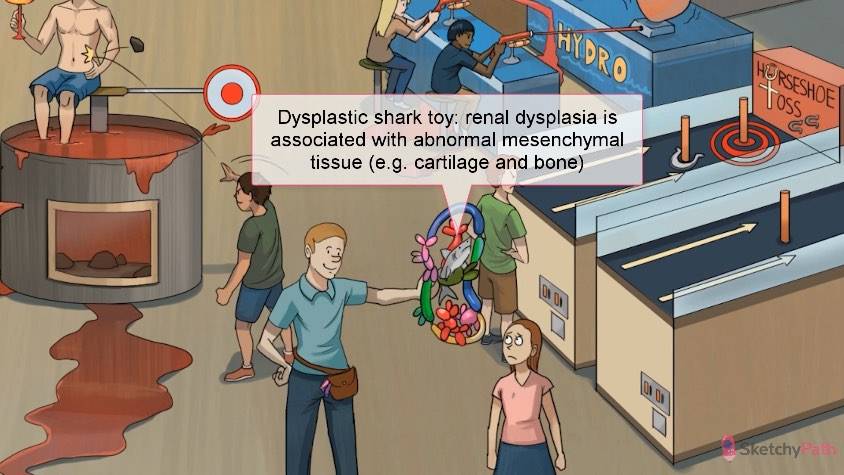 HYDRO
HORSESHOE
TOSS
Dysplastic shark toy: renal dysplasia is
associated with abnormal mesenchymal
tissue (e.g. cartilage and bone)
SketchyPath